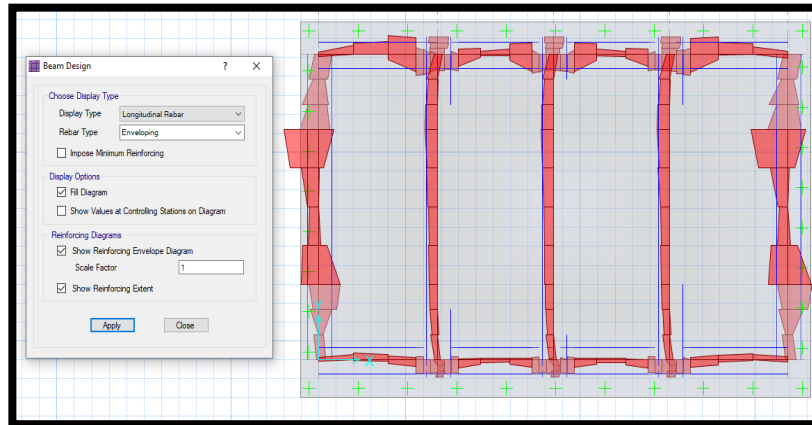 Beam Design ? ×
Choose Display Type
Display Type Longitudinal Rebar
Rebar Type Enveloping
Impose Minimum Reinforcing
Display Options
Fill Diagram
Show Values at Controlling Stations on Diagram
Reinforcing Diagrams
Show Reinforcing Envelope Diagram
Scale Factor 1
Show Reinforcing Extent
Apply Close
Y
X